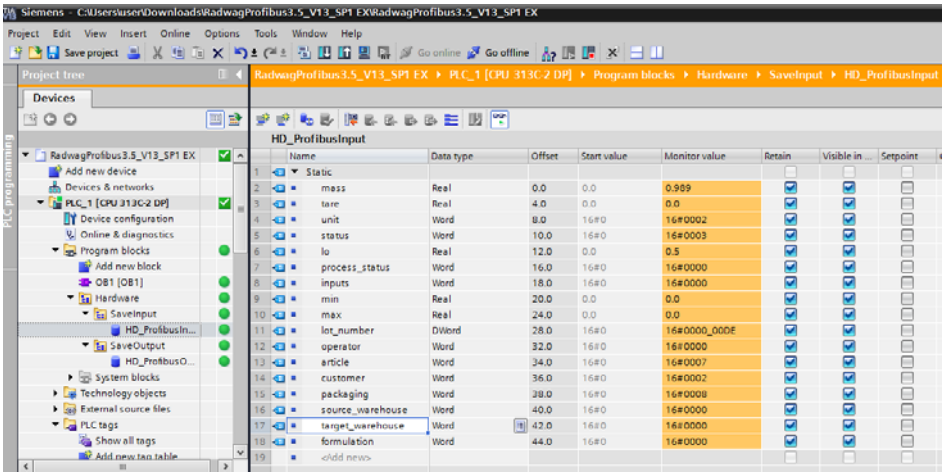 Siemens - C:\Users\user\Downloads\RadwagProfibus3.5_V13_SP1 EX\RadwagProfibus3.5_V13_SP1 EX
Project Edit View Insert Online Options Tools Window Help
Save project Go online Go offline
Project tree
RadwagProfibus3.5_V13_SP1 EX PLC_1 [CPU 313C-2 DP] Program blocks Hardware SaveInput HD_ProfibusInput
Devices
PLC programming
HD_ProfibusInput
Name Data type Offset Start value Monitor value Retain Visible in ... Setpoint
RadwagProfibus3.5_V13_SP1 EX
Add new device
Devices & networks
PLC_1 [CPU 313C-2 DP]
Device configuration
Online & diagnostics
Program blocks
Add new block
OB1 [OB1]
Hardware
SaveInput
HD_ProfibusIn...
SaveOutput
HD_ProfibusO...
System blocks
Technology objects
External source files
PLC tags
Show all tags
Add new tag table
1 Static
2 mass Real 0.0 0.0 0.989
3 tare Real 4.0 0.0 0.0
4 unit Word 8.0 16#0 16#0002
5 status Word 10.0 16#0 16#0003
6 lo Real 12.0 0.0 0.5
7 process_status Word 16.0 16#0 16#0000
8 inputs Word 18.0 16#0 16#0000
9 min Real 20.0 0.0 0.0
10 max Real 24.0 0.0 0.0
11 lot_number DWord 28.0 16#0 16#0000_00DE
12 operator Word 32.0 16#0 16#0000
13 article Word 34.0 16#0 16#0007
14 customer Word 36.0 16#0 16#0002
15 packaging Word 38.0 16#0 16#0008
16 source_warehouse Word 40.0 16#0 16#0000
17 target_warehouse Word 42.0 16#0 16#0000
18 formulation Word 44.0 16#0 16#0000
19 <Add new>